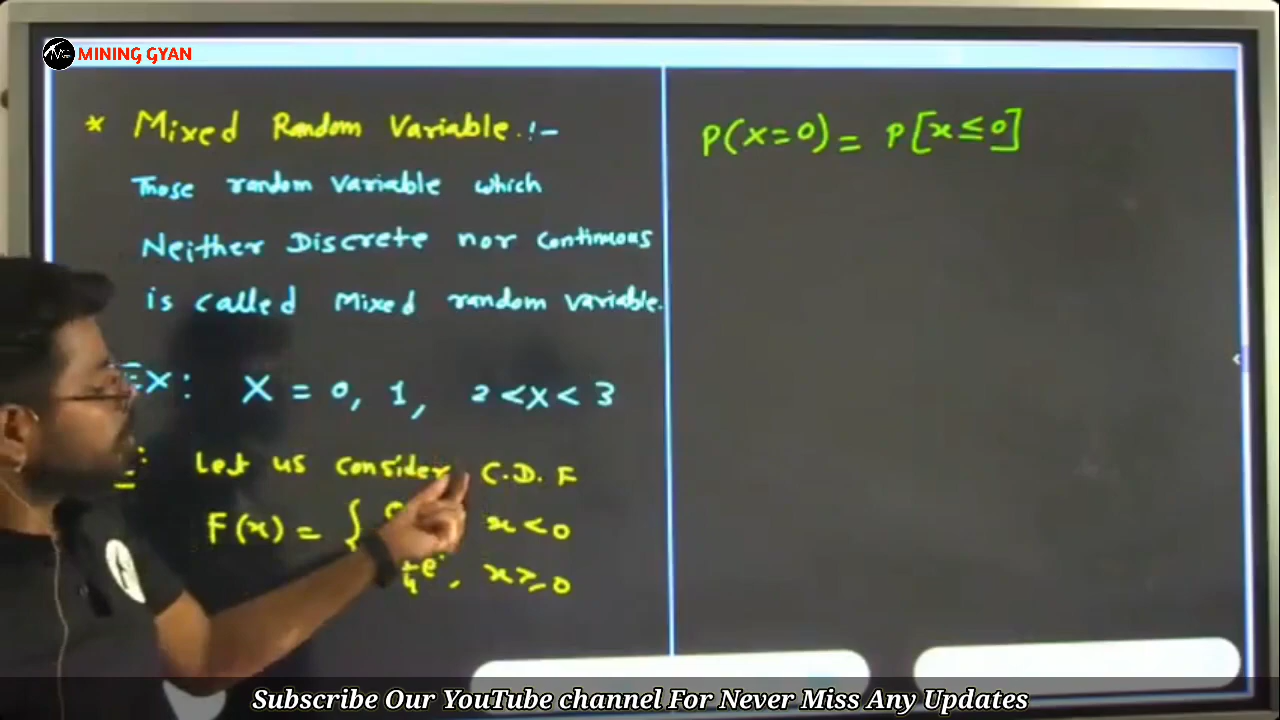 MINING GYAN
* Mixed Random Variable :-
Those random variable which
Neither Discrete nor continuous
is called Mixed random variable.
EX: X = 0, 1, 2 < X < 3
Let us consider C.D.F
F(x) = { x < 0
x ≥ 0
P(x=0) = P[x ≤ 0]
Subscribe Our YouTube channel For Never Miss Any Updates